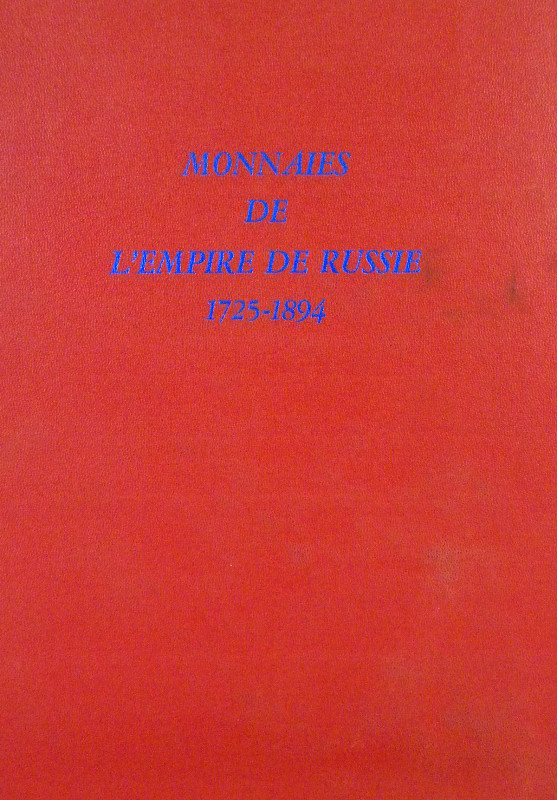 MONNAIES
DE
L'EMPIRE DE RUSSIE
1725-1894